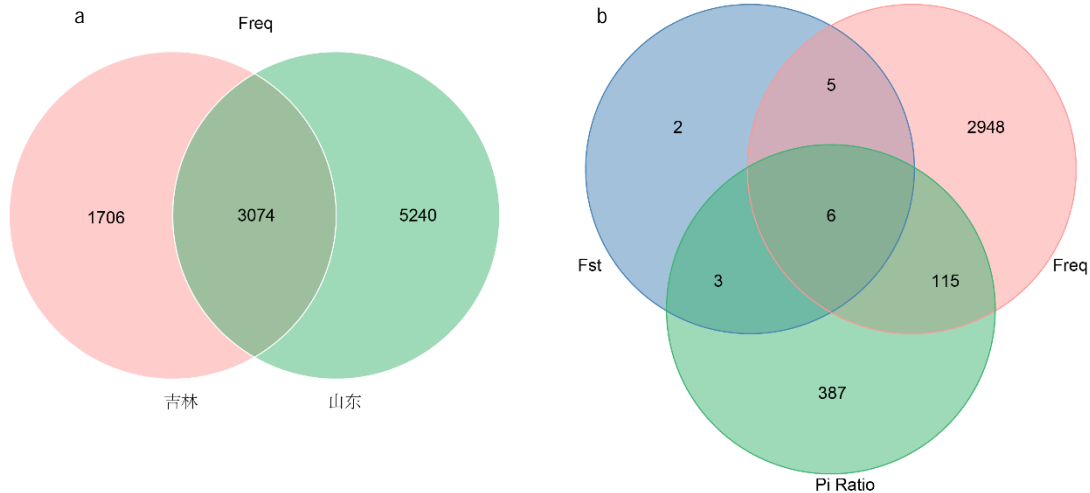 a
Freq
1706
3074
5240
吉林
山东
b
5
2
2948
6
Fst
3
115
Freq
387
Pi Ratio